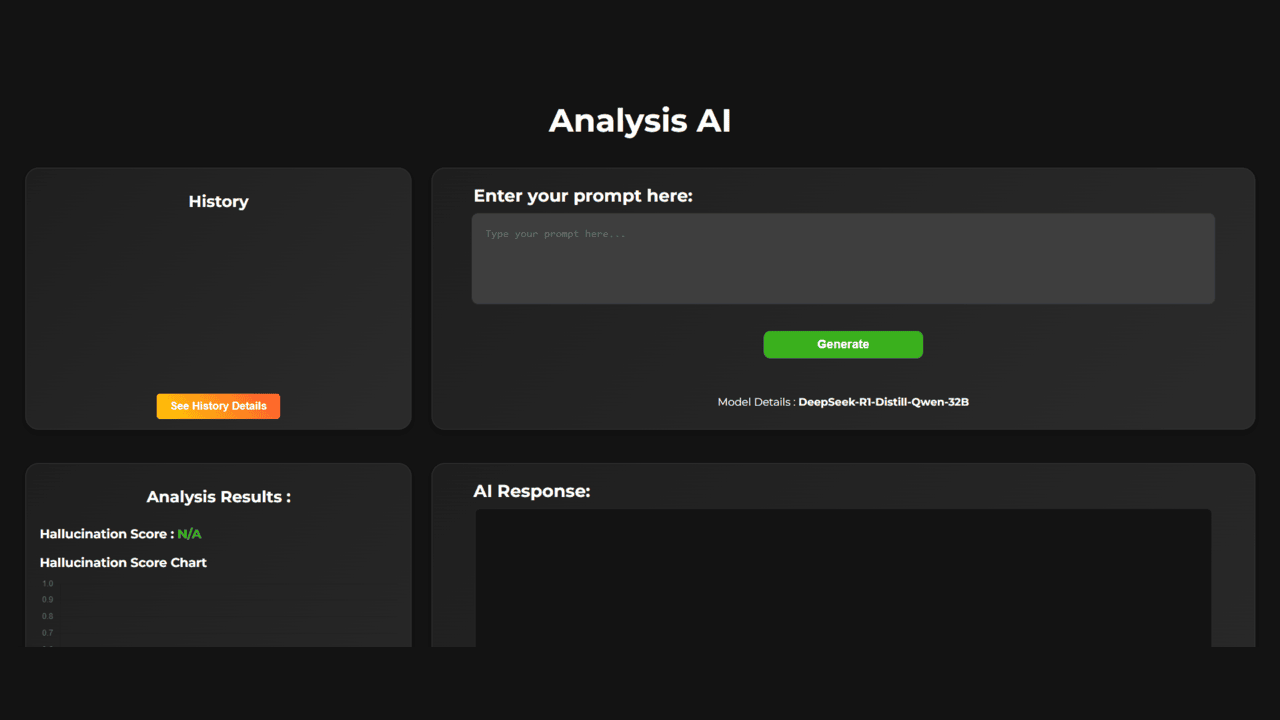 Analysis AI
History
See History Details
Enter your prompt here:
Type your prompt here...
Generate
Model Details : DeepSeek-R1-Distill-Qwen-32B
Analysis Results :
Hallucination Score : N/A
Hallucination Score Chart
1.0
0.9
0.8
0.7
AI Response: